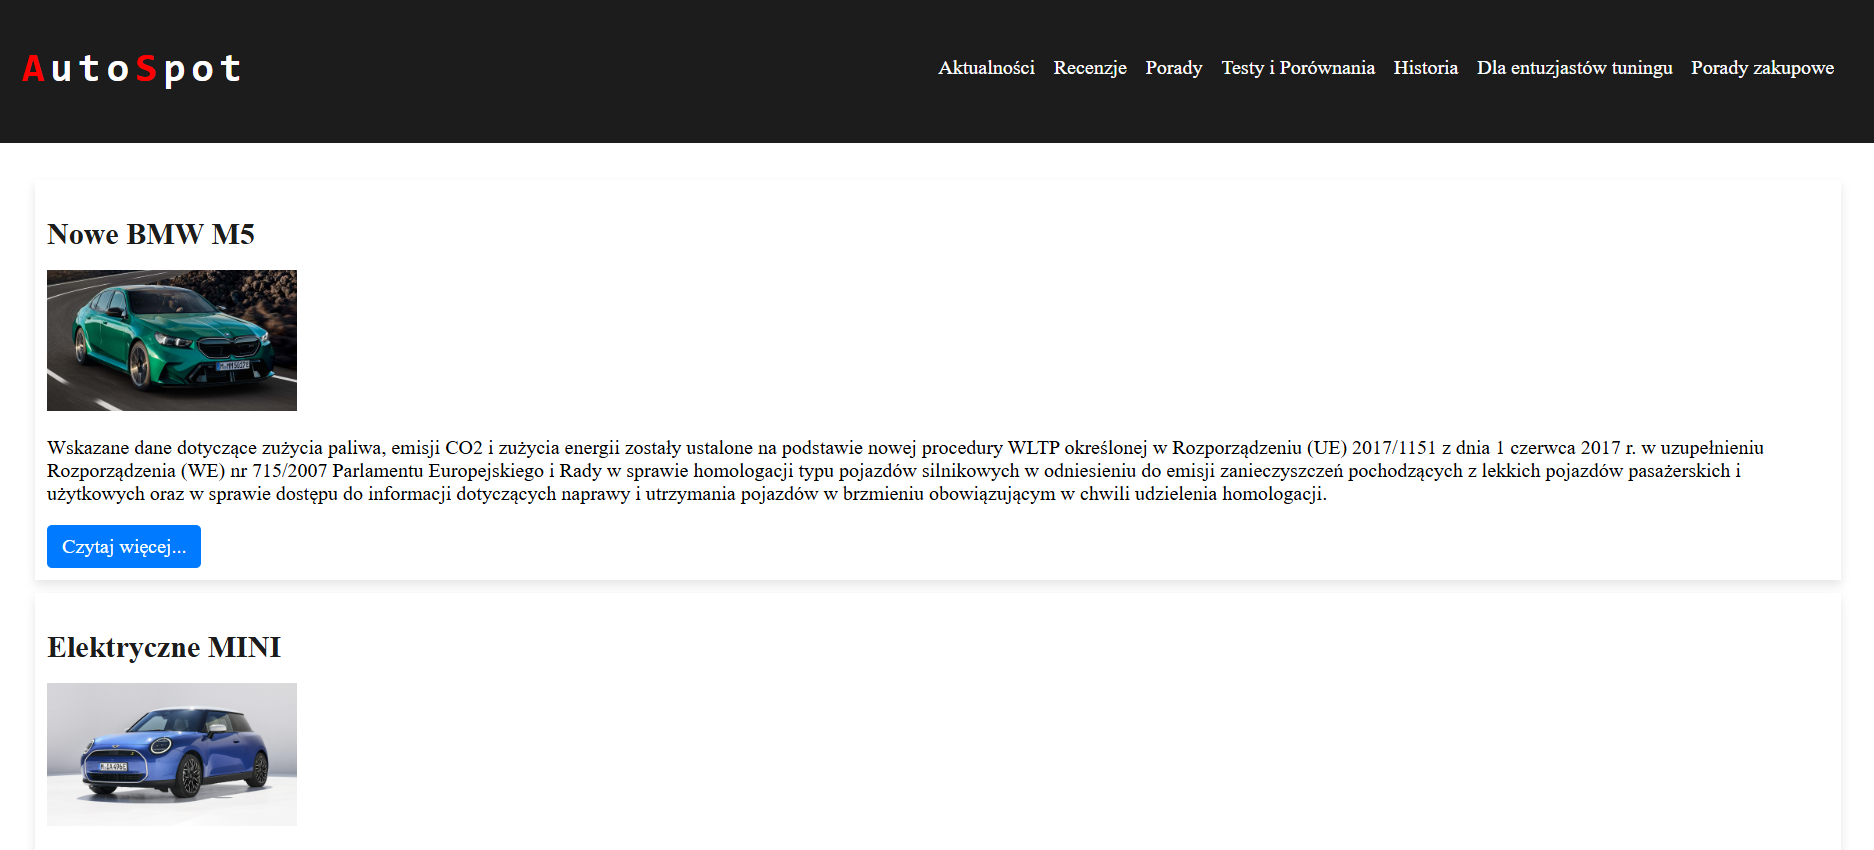 AutoSpot
Aktualności Recenzje Porady Testy i Porównania Historia Dla entuzjastów tuningu Porady zakupowe
Nowe BMW M5
Wskazane dane dotyczące zużycia paliwa, emisji CO2 i zużycia energii zostały ustalone na podstawie nowej procedury WLTP określonej w Rozporządzeniu (UE) 2017/1151 z dnia 1 czerwca 2017 r. w uzupełnieniu
Rozporządzenia (WE) nr 715/2007 Parlamentu Europejskiego i Rady w sprawie homologacji typu pojazdów silnikowych w odniesieniu do emisji zanieczyszczeń pochodzących z lekkich pojazdów pasażerskich i
użytkowych oraz w sprawie dostępu do informacji dotyczących naprawy i utrzymania pojazdów w brzmieniu obowiązującym w chwili udzielenia homologacji.
Czytaj więcej...
Elektryczne MINI